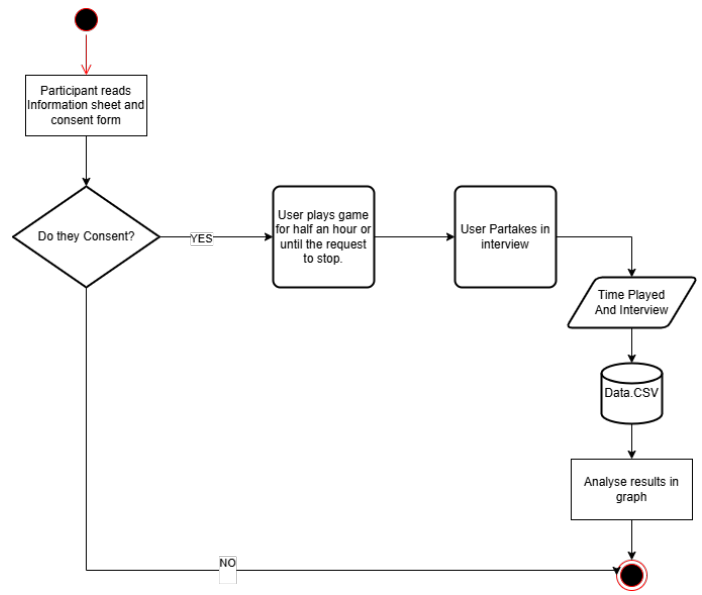 Participant reads
Information sheet and
consent form
Do they Consent?
YES
User plays game
for half an hour or
until the request
to stop.
User Partakes in
interview
Time Played
And Interview
Data.CSV
Analyse results in
graph
NO